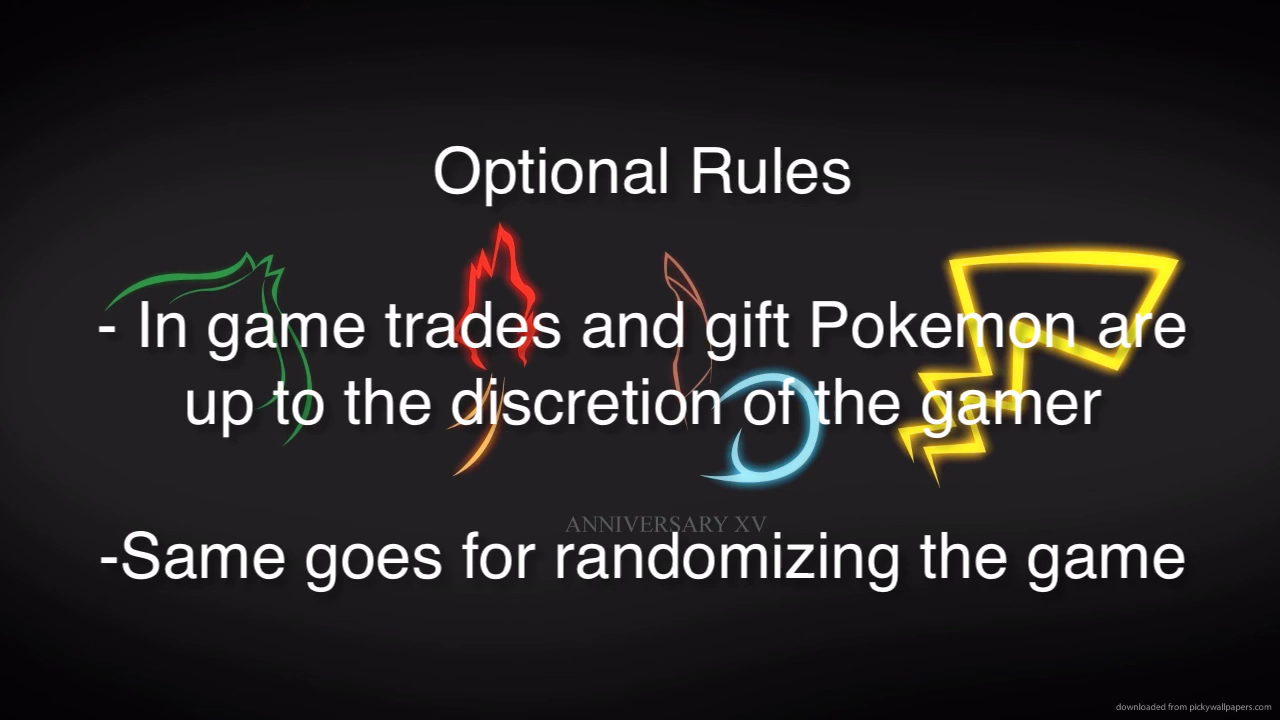 Optional Rules
- In game trades and gift Pokemon are
up to the discretion of the gamer
ANNIVERSARY XV
-Same goes for randomizing the game
downloaded from pickywallpapers.com